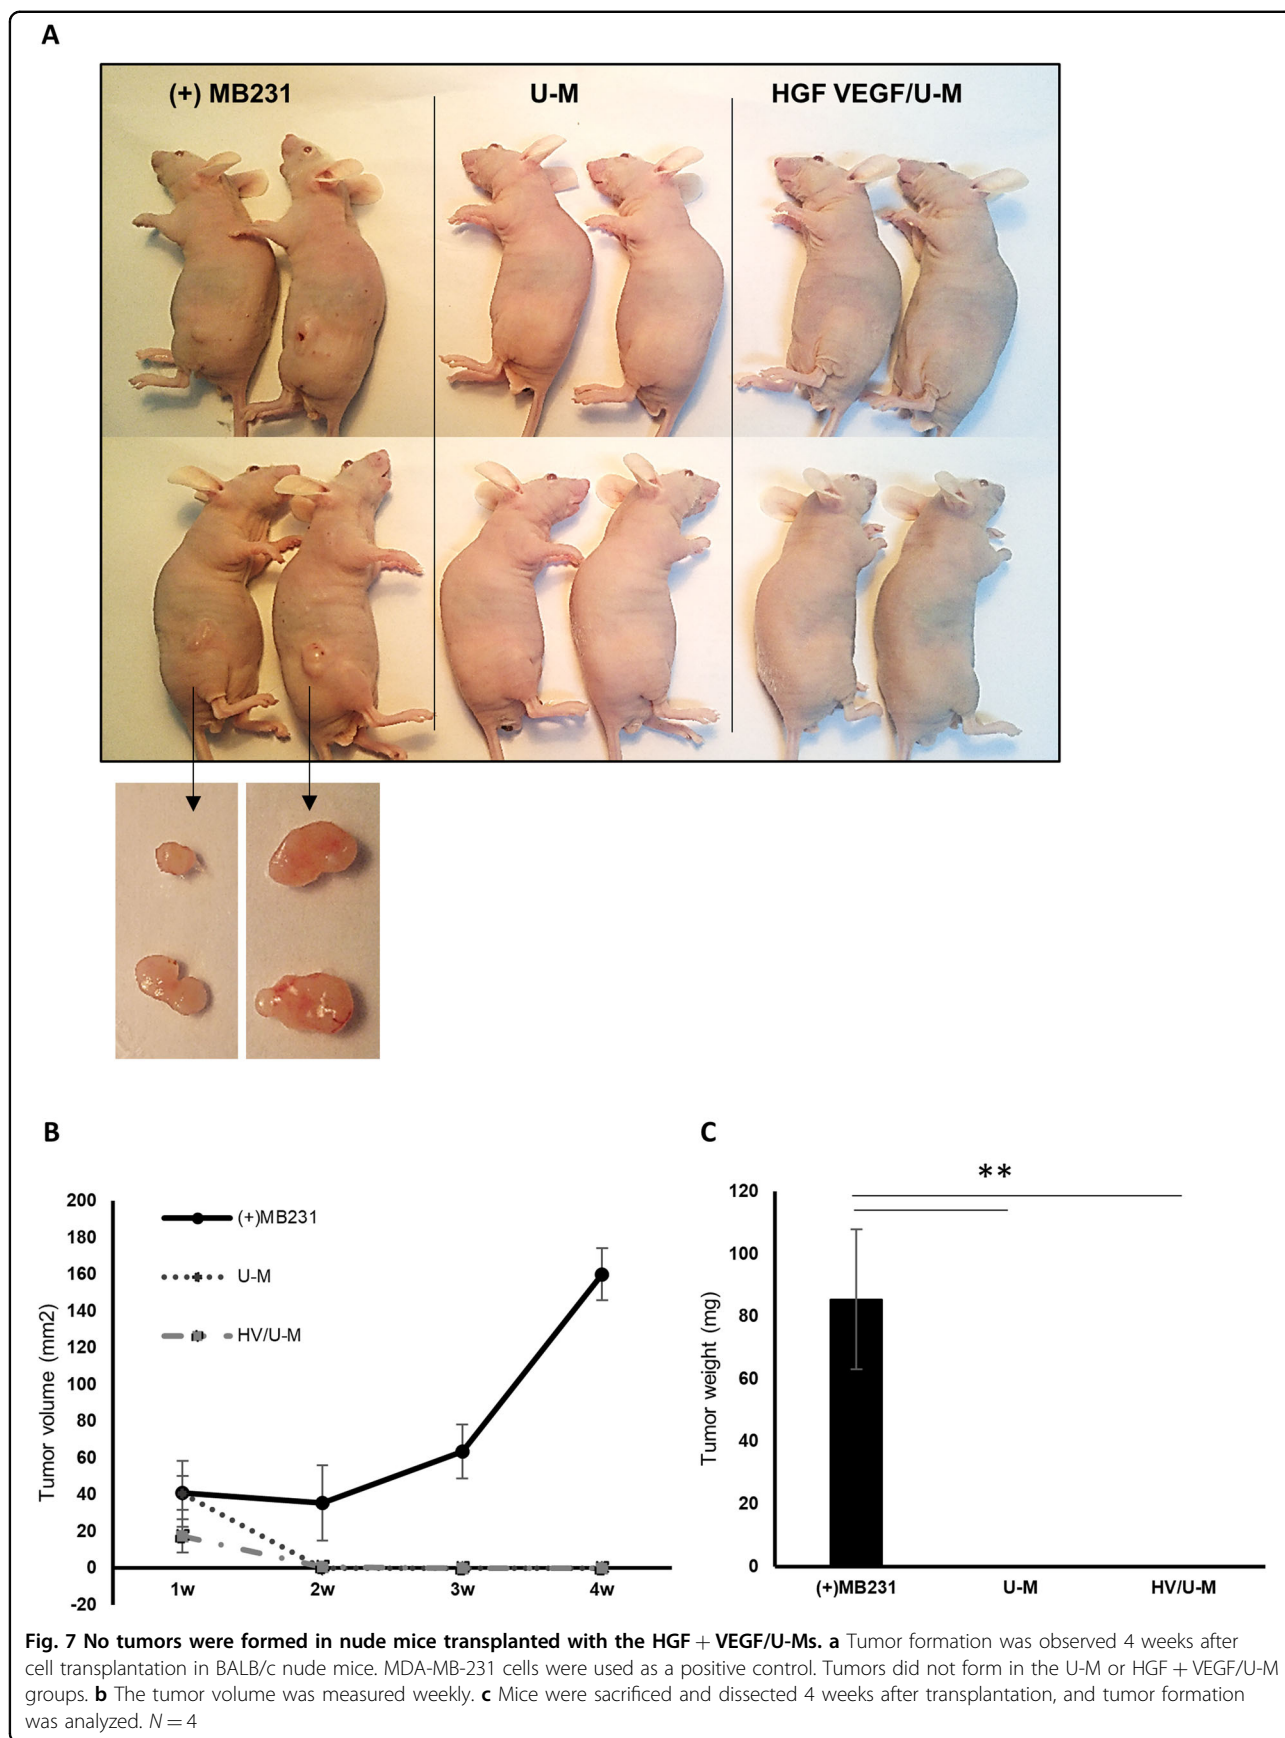 A
(+) MB231
U-M
HGF VEGF/U-M
B
200
180
160
140
120
100
80
60
40
20
0
-20
Tumor volume (mm2)
(+)MB231
U-M
HV/U-M
1w
2w
3w
4w
C
**
120
100
80
60
40
20
0
Tumor weight (mg)
(+)MB231
U-M
HV/U-M
Fig. 7 No tumors were formed in nude mice transplanted with the HGF + VEGF/U-Ms. a Tumor formation was observed 4 weeks after
cell transplantation in BALB/c nude mice. MDA-MB-231 cells were used as a positive control. Tumors did not form in the U-M or HGF + VEGF/U-M
groups. b The tumor volume was measured weekly. c Mice were sacrificed and dissected 4 weeks after transplantation, and tumor formation
was analyzed. N = 4